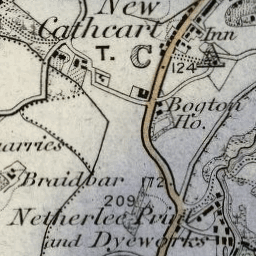 New
Cathcart
Inn
T.
C
124
Bogton
Ho.
arries
Braidbar
172
209
Netherlee Print
and Dyeworks